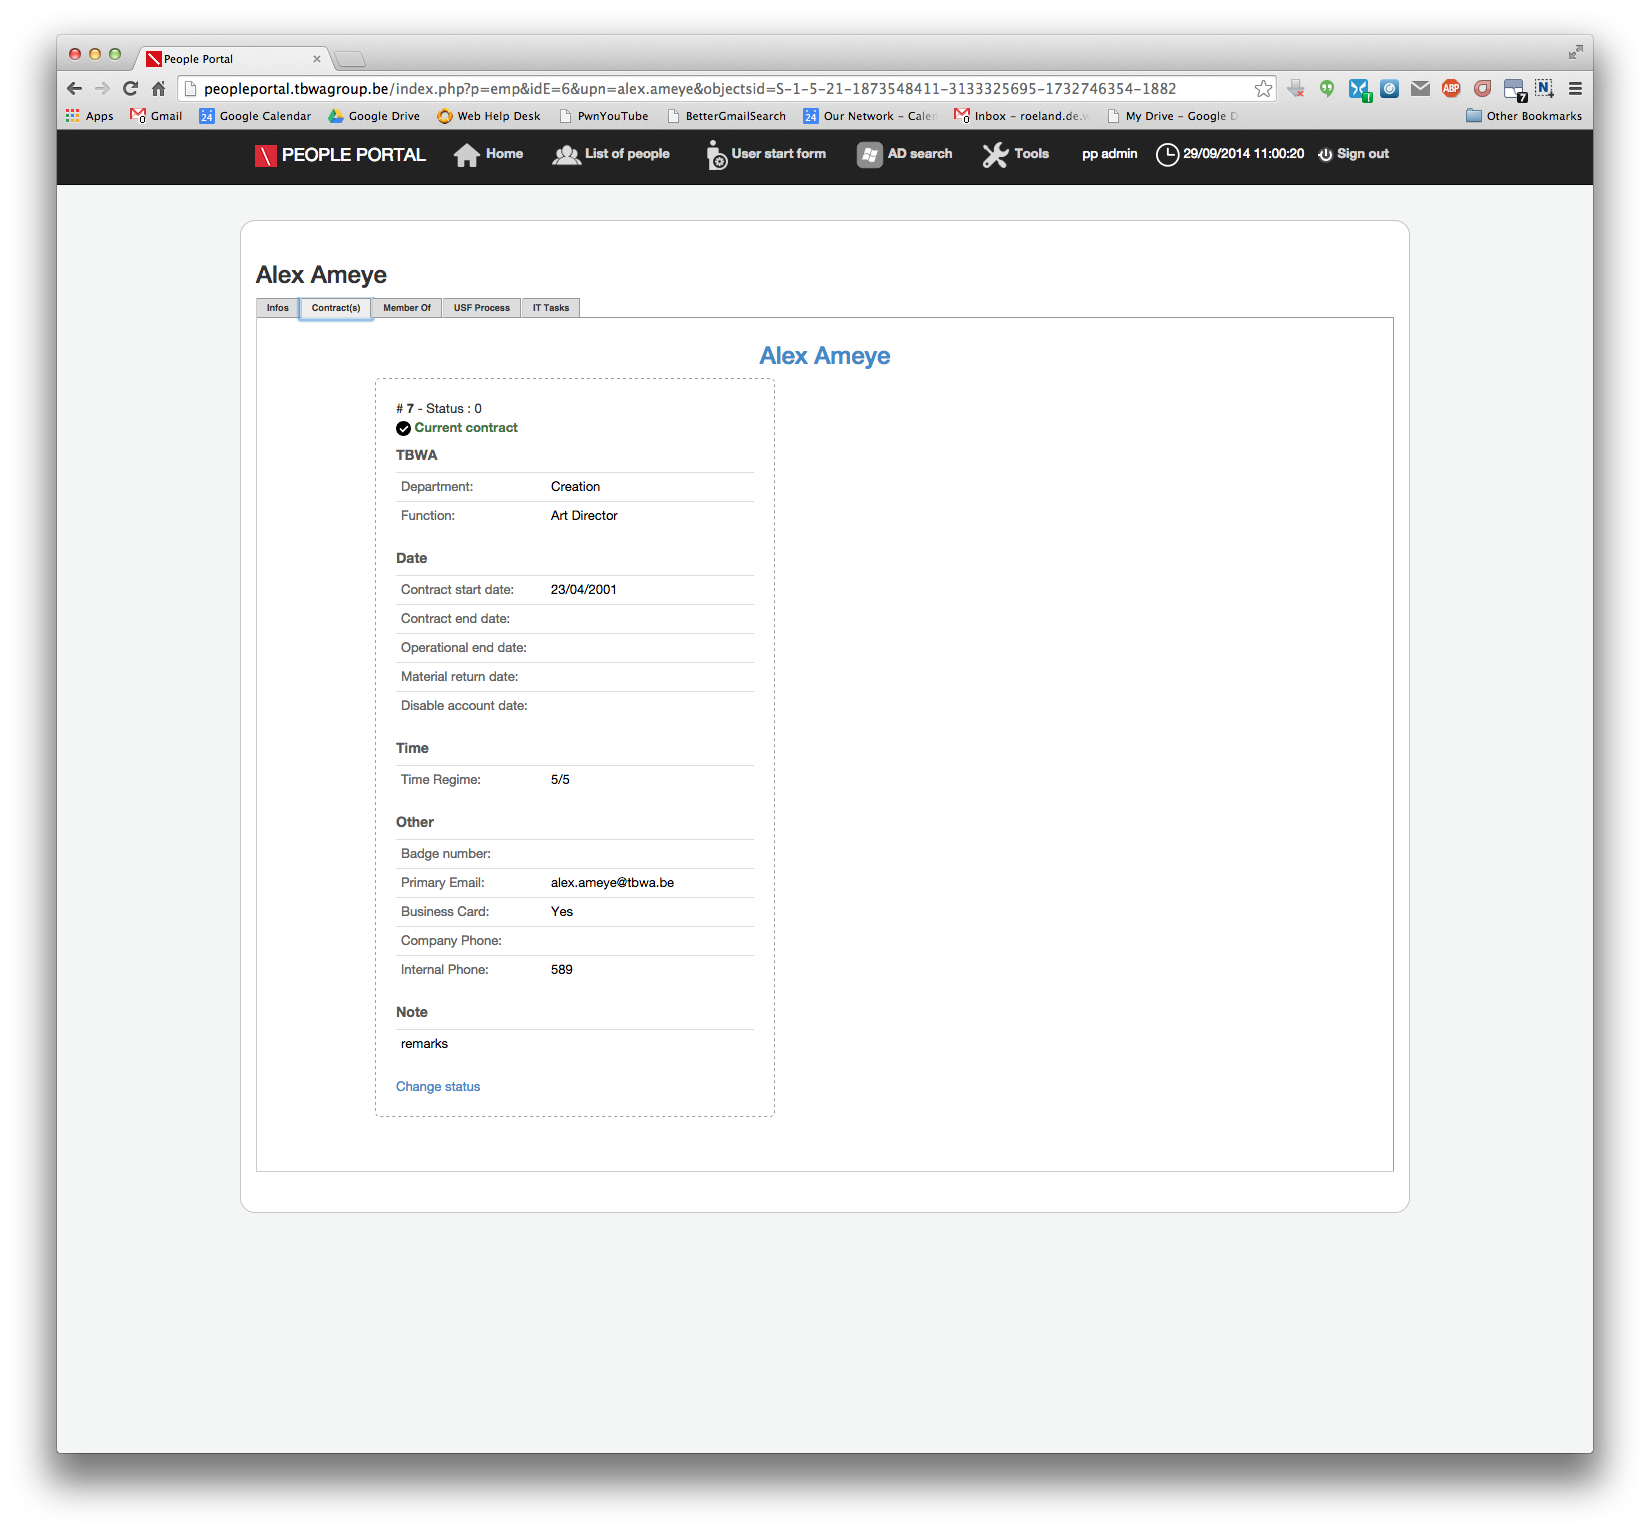 People Portal
peopleportal.tbwagroup.be/index.php?p=emp&idE=6&upn=alex.ameye&objectsid=S-1-5-21-1873548411-3133325695-1732746354-1882
ABP 7 N
Apps 0 Gmail 24 Google Calendar Google Drive Web Help Desk PwnYouTube BetterGmailSearch 24 Our Network – Calen 0 Inbox – roeland.de.w My Drive – Google D Other Bookmarks
PEOPLE PORTAL Home List of people User start form AD search Tools pp admin 29/09/2014 11:00:20 Sign out
Alex Ameye
Infos Contract(s) Member Of USF Process IT Tasks
Alex Ameye
# 7 - Status : 0
Current contract
TBWA
Department: Creation
Function: Art Director
Date
Contract start date: 23/04/2001
Contract end date:
Operational end date:
Material return date:
Disable account date:
Time
Time Regime: 5/5
Other
Badge number:
Primary Email: alex.ameye@tbwa.be
Business Card: Yes
Company Phone:
Internal Phone: 589
Note
remarks
Change status